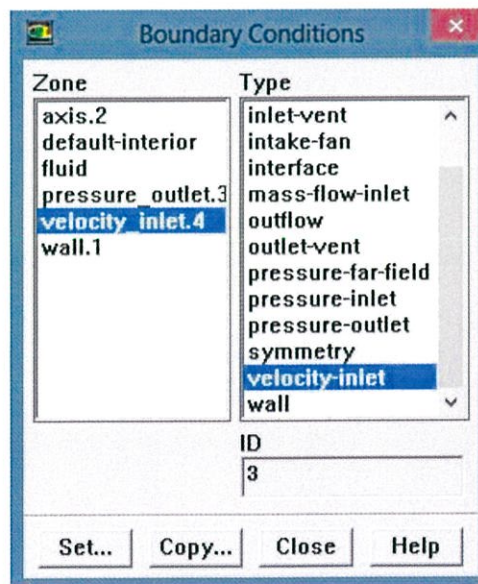 Boundary Conditions
Zone
axis.2
default-interior
fluid
pressure_outlet.3
velocity_inlet.4
wall.1
Type
inlet-vent
intake-fan
interface
mass-flow-inlet
outflow
outlet-vent
pressure-far-field
pressure-inlet
pressure-outlet
symmetry
velocity-inlet
wall
ID
3
Set... Copy... Close Help